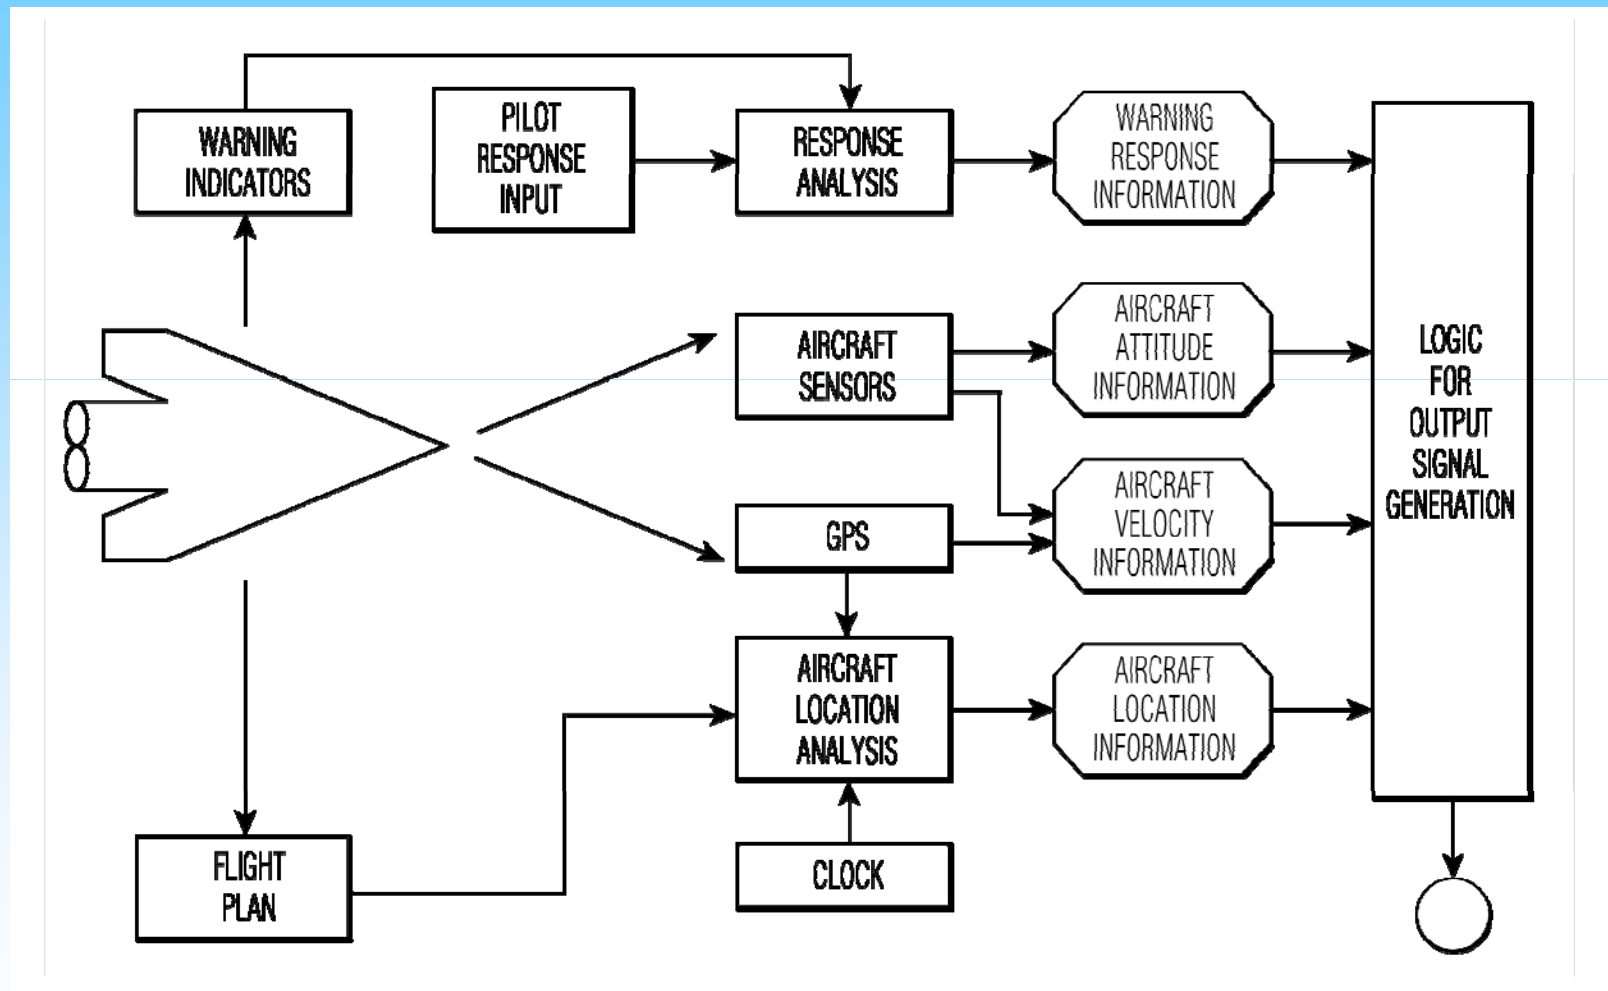 WARNING
INDICATORS
PILOT
RESPONSE
INPUT
RESPONSE
ANALYSIS
WARNING
RESPONSE
INFORMATION
AIRCRAFT
SENSORS
AIRCRAFT
ATTITUDE
INFORMATION
LOGIC
FOR
OUTPUT
SIGNAL
GENERATION
GPS
AIRCRAFT
VELOCITY
INFORMATION
AIRCRAFT
LOCATION
ANALYSIS
AIRCRAFT
LOCATION
INFORMATION
FLIGHT
PLAN
CLOCK